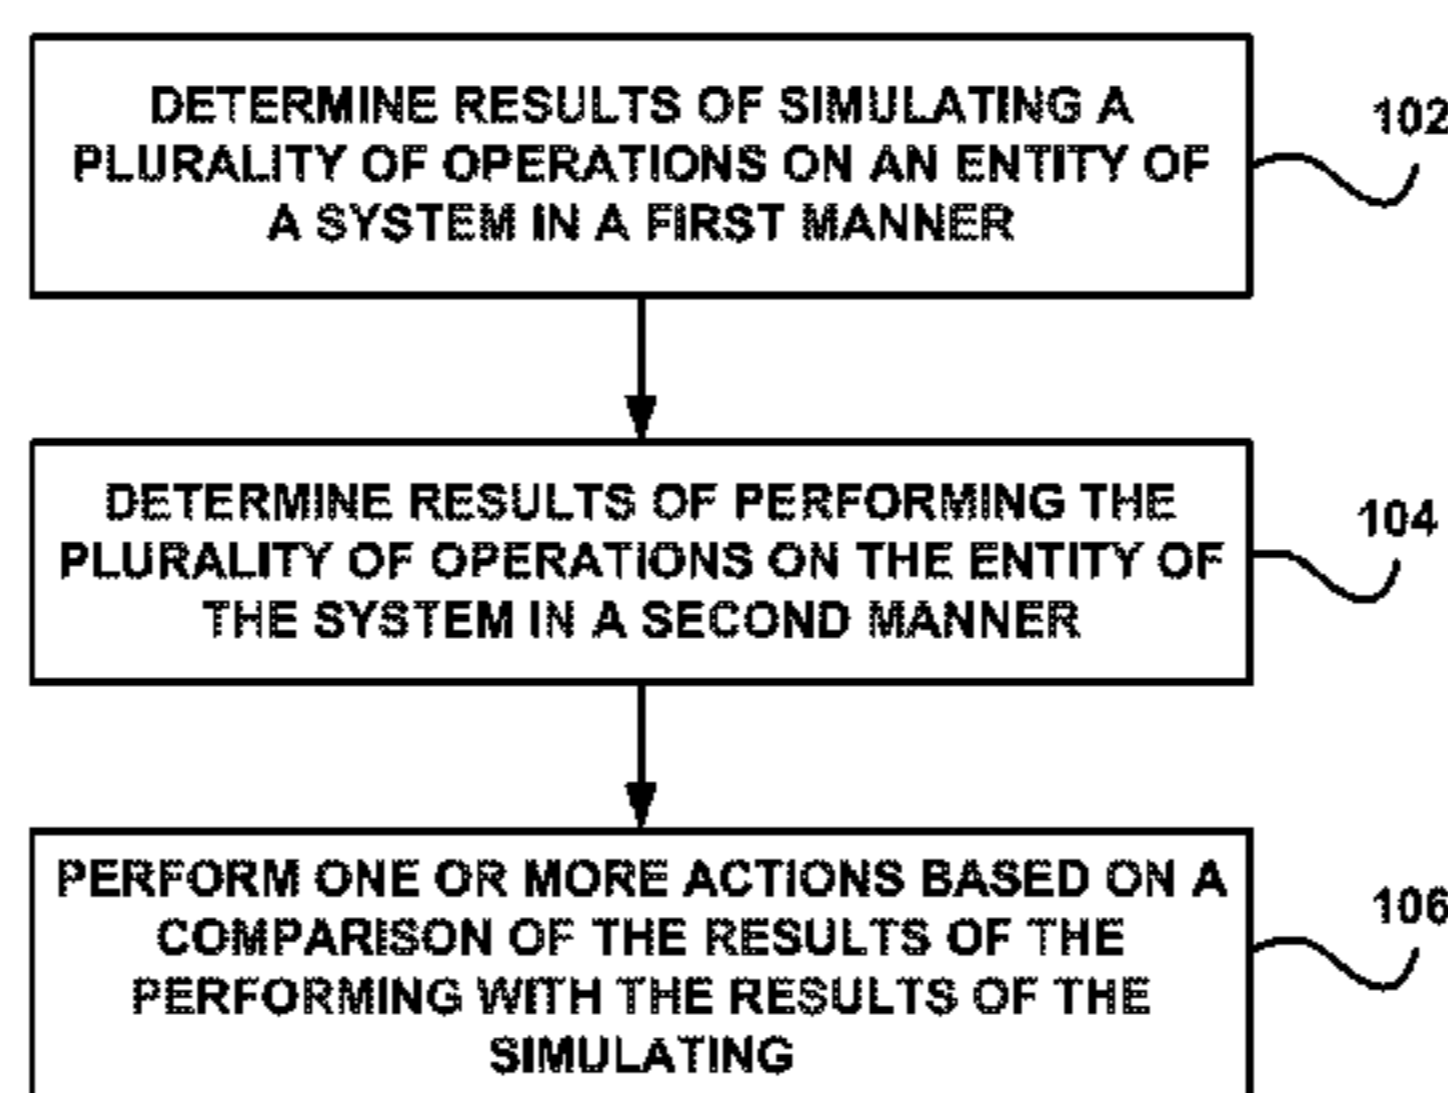 DETERMINE RESULTS OF SIMULATING A
PLURALITY OF OPERATIONS ON AN ENTITY OF
A SYSTEM IN A FIRST MANNER
102
DETERMINE RESULTS OF PERFORMING THE
PLURALITY OF OPERATIONS ON THE ENTITY OF
THE SYSTEM IN A SECOND MANNER
104
PERFORM ONE OR MORE ACTIONS BASED ON A
COMPARISON OF THE RESULTS OF THE
PERFORMING WITH THE RESULTS OF THE
SIMULATING
106